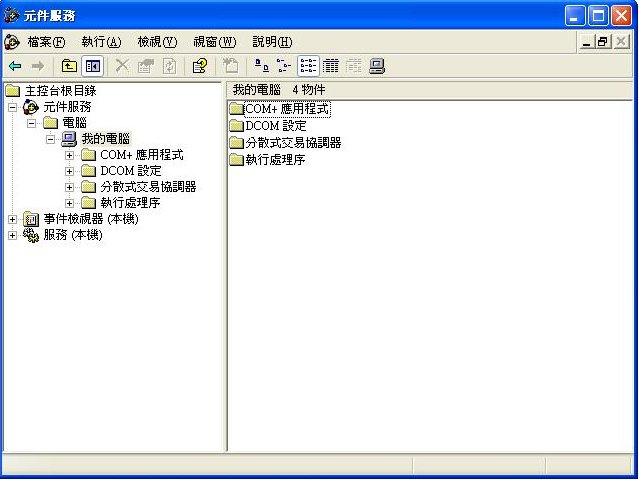 元件服務
檔案(F) 執行(A) 檢視(V) 視窗(W) 說明(H)
主控台根目錄
元件服務
電腦
我的電腦
COM+ 應用程式
DCOM 設定
分散式交易協調器
執行處理序
事件檢視器 (本機)
服務 (本機)
我的電腦 4 物件
COM+ 應用程式
DCOM 設定
分散式交易協調器
執行處理序